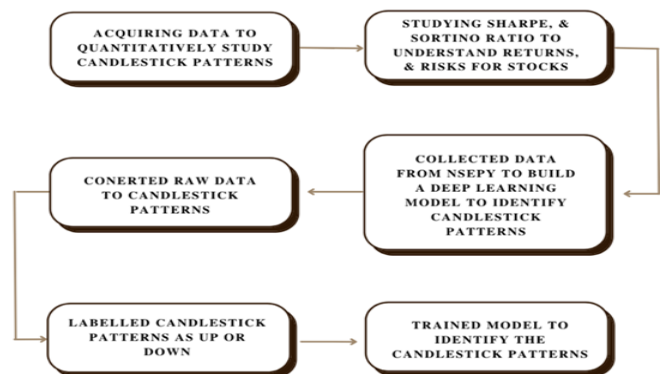 ACQUIRING DATA TO
QUANTITATIVELY STUDY
CANDLESTICK PATTERNS
STUDYING SHARPE, &
SORTINO RATIO TO
UNDERSTAND RETURNS,
& RISKS FOR STOCKS
COLLECTED DATA
FROM NSEPY TO BUILD
A DEEP LEARNING
MODEL TO IDENTIFY
CANDLESTICK
PATTERNS
CONERTED RAW DATA
TO CANDLESTICK
PATTERNS
LABELLED CANDLESTICK
PATTERNS AS UP OR
DOWN
TRAINED MODEL TO
IDENTIFY THE
CANDLESTICK PATTERNS